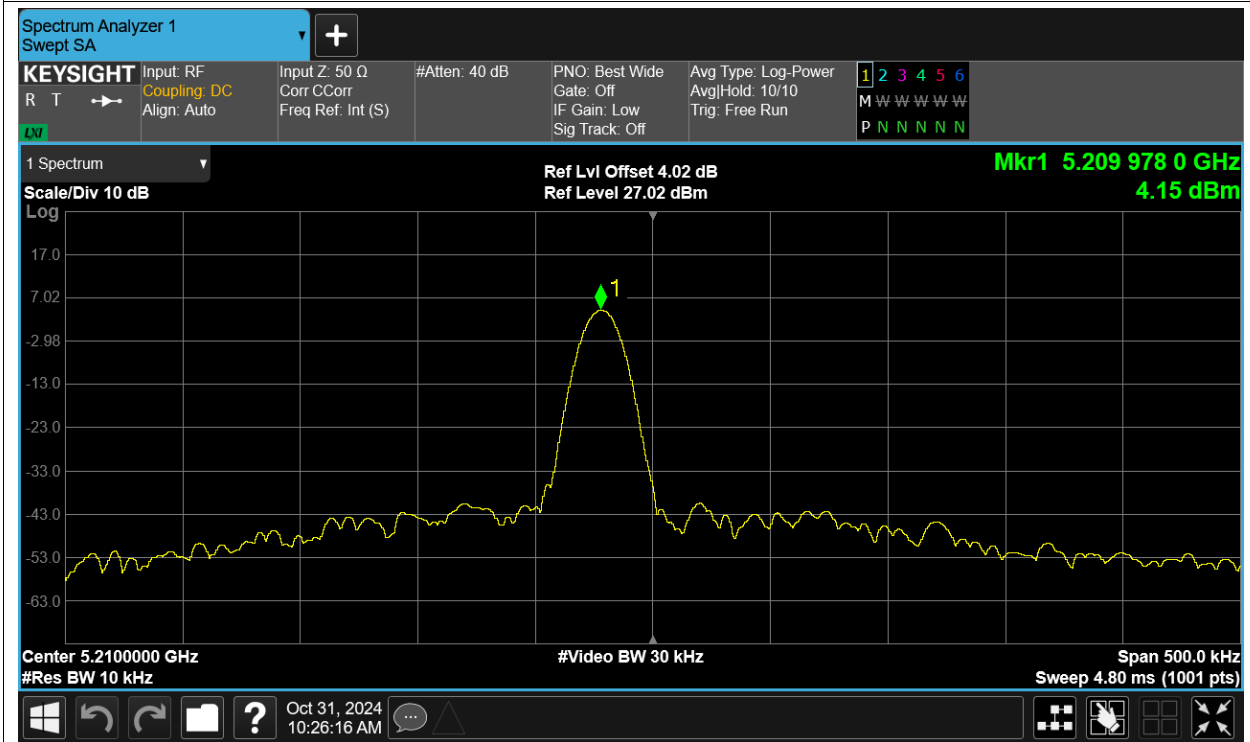 Spectrum Analyzer 1
Swept SA
+
KEYSIGHT
R T
LXI
Input: RF
Coupling: DC
Align: Auto
Input Z: 50 Ω
Corr CCorr
Freq Ref: Int (S)
#Atten: 40 dB
PNO: Best Wide
Gate: Off
IF Gain: Low
Sig Track: Off
Avg Type: Log-Power
Avg|Hold: 10/10
Trig: Free Run
1 2 3 4 5 6
M W W W W W
P N N N N N
1 Spectrum
Scale/Div 10 dB
Log
Ref Lvl Offset 4.02 dB
Ref Level 27.02 dBm
Mkr1 5.209 978 0 GHz
4.15 dBm
17.0
7.02
-2.98
-13.0
-23.0
-33.0
-43.0
-53.0
-63.0
1
Center 5.2100000 GHz
#Res BW 10 kHz
#Video BW 30 kHz
Span 500.0 kHz
Sweep 4.80 ms (1001 pts)
?
Oct 31, 2024
10:26:16 AM